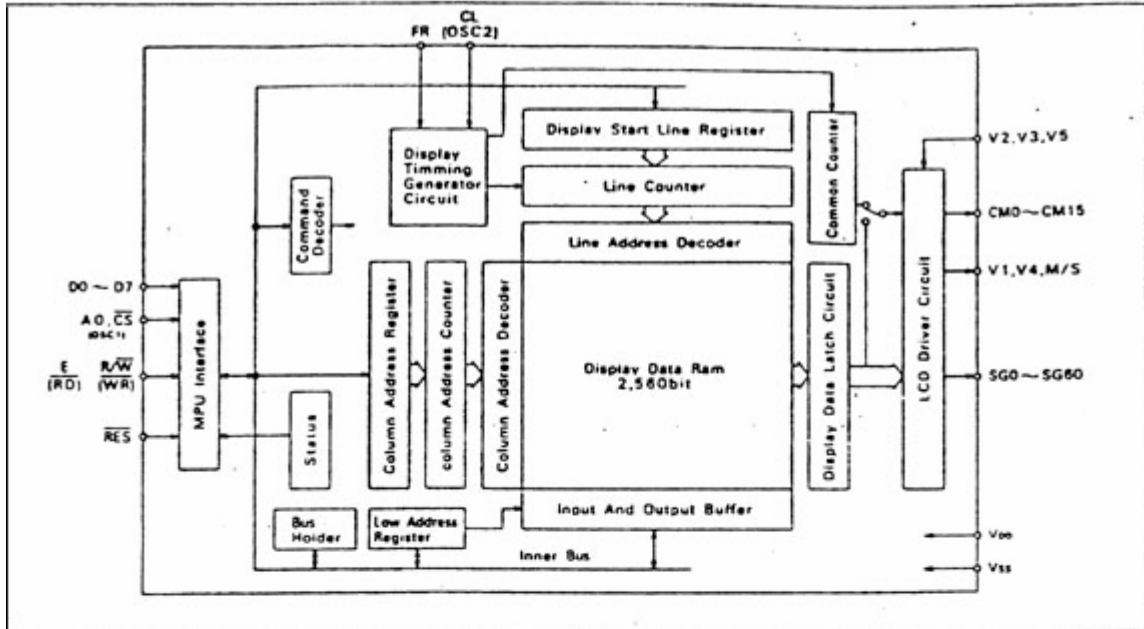 CL
FR (OSC2)
Display Start Line Register
Display
Timming
Generator
Circuit
Line Counter
Common Counter
V2,V3,V5
Command
Decoder
Line Address Decoder
CM0～CM15
V1,V4,M/S
D0～D7
A0,CS
(OSC1)
E R/W
(RD) (WR)
RES
MPU Interface
Status
Column Address Register
column Address Counter
Column Address Decoder
Display Data Ram
2,560bit
Display Data Latch Circuit
LCD Driver Circuit
SG0～SG60
Input And Output Buffer
Bus
Holder
Low Address
Register
Inner Bus
VDD
VSS